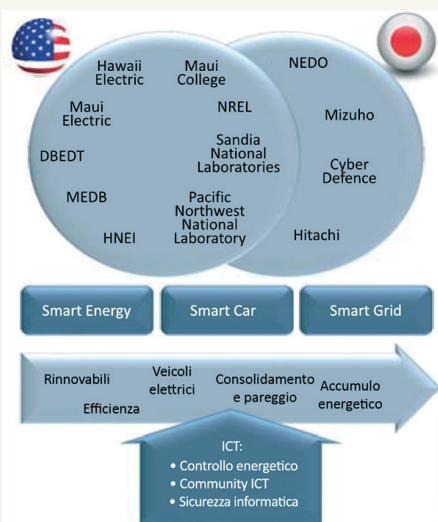 Hawaii
Electric
Maui
College
NEDO
Maui
Electric
NREL
Mizuho
DBEDT
Sandia
National
Laboratories
Cyber
Defence
MEDB
Pacific
Northwest
National
Laboratory
HNEI
Hitachi
Smart Energy
Smart Car
Smart Grid
Rinnovabili
Efficienza
Veicoli
elettrici
Consolidamento
e pareggio
Accumulo
energetico
ICT:
• Controllo energetico
• Community ICT
• Sicurezza informatica